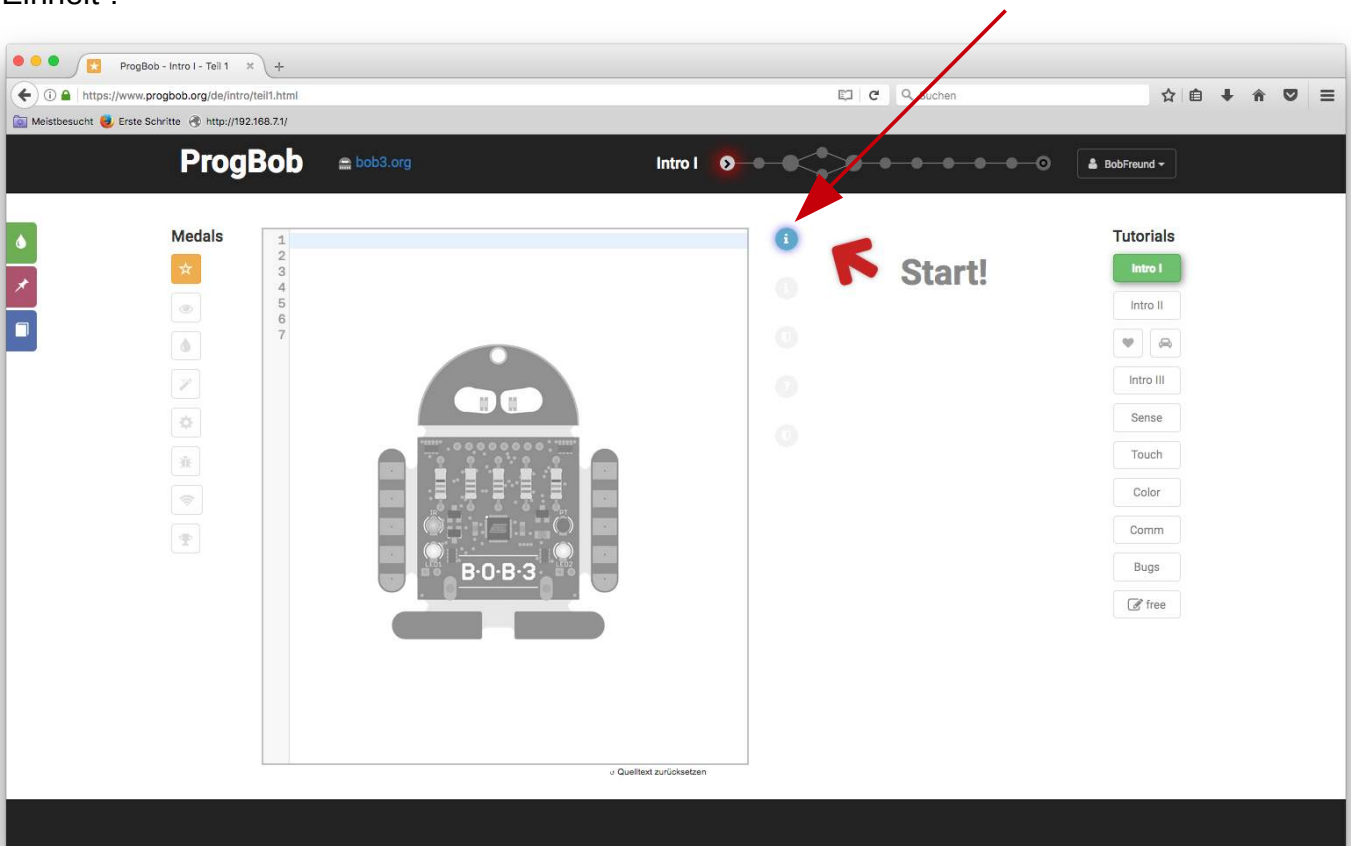 Einheit".
ProgBob - Intro I - Teil 1
https://www.progbob.org/de/intro/teil1.html
Suchen
Meistbesucht Erste Schritte http://192.168.7.1/
ProgBob bob3.org Intro I BobFreund
Medals
1
2
3
4
5
6
7
Start!
IR PT
LED1 LED2
B·O·B·3
Quelltext zurücksetzen
Tutorials
Intro I
Intro II
Intro III
Sense
Touch
Color
Comm
Bugs
free